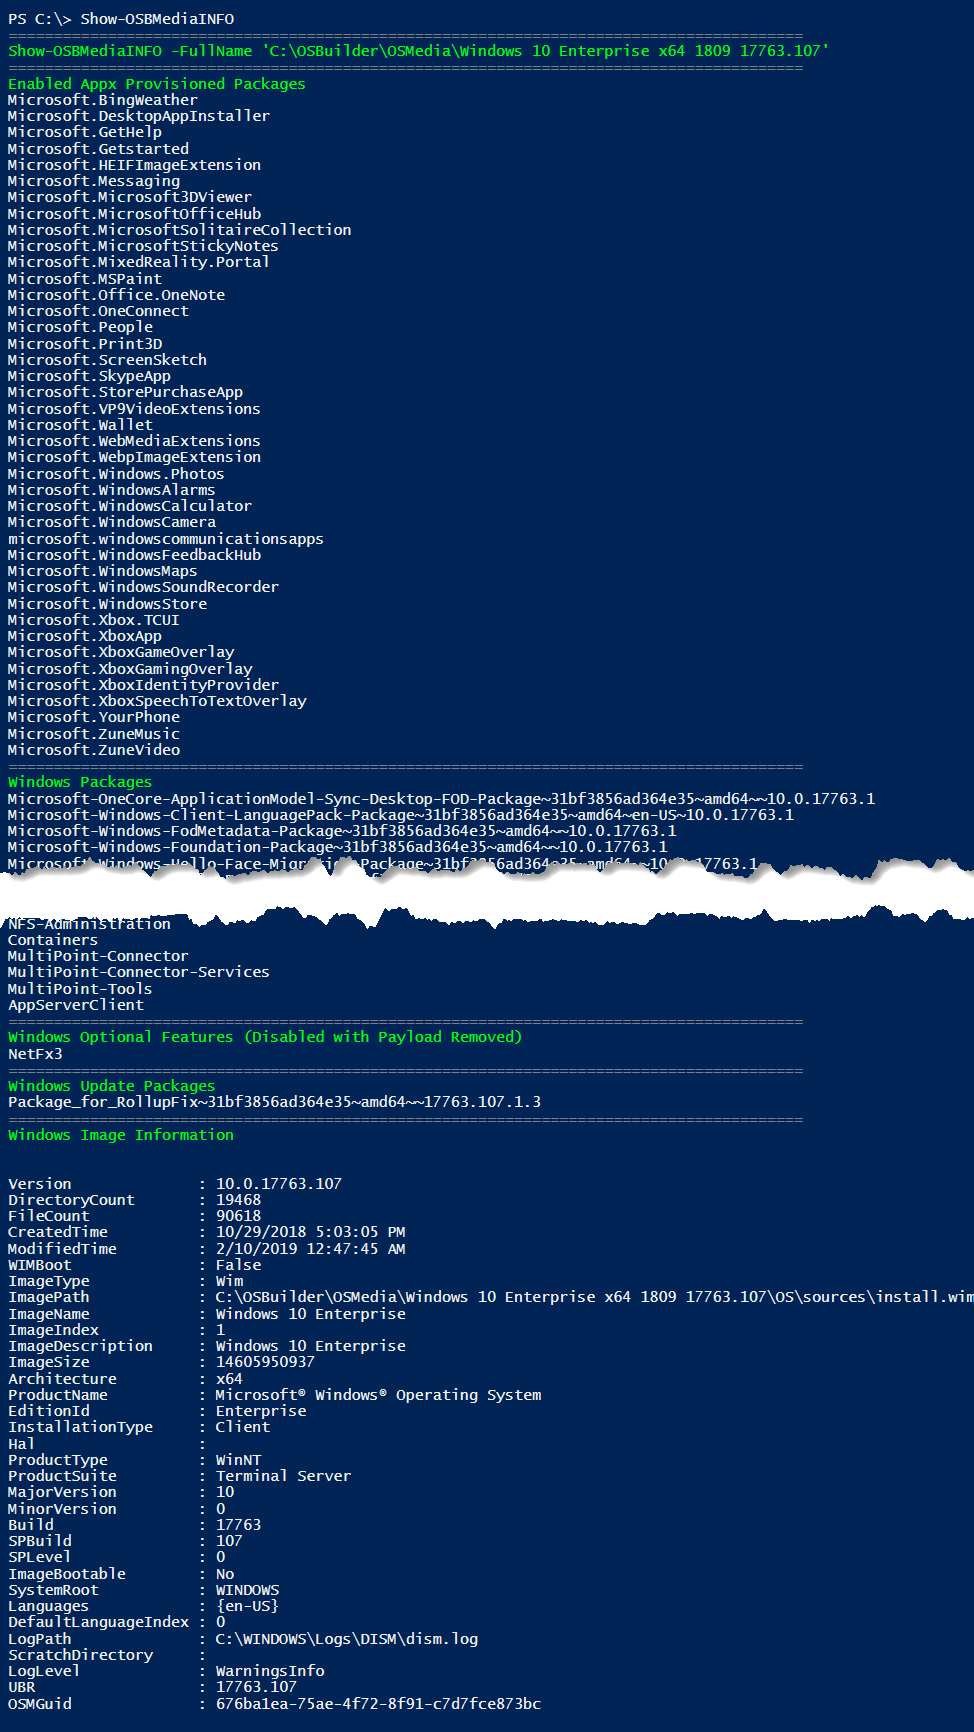 PS C:\> Show-OSBMediaINFO
========================================================================================
Show-OSBMediaINFO -FullName 'C:\OSBuilder\OSMedia\Windows 10 Enterprise x64 1809 17763.107'
========================================================================================
Enabled Appx Provisioned Packages
Microsoft.BingWeather
Microsoft.DesktopAppInstaller
Microsoft.GetHelp
Microsoft.Getstarted
Microsoft.HEIFImageExtension
Microsoft.Messaging
Microsoft.Microsoft3DViewer
Microsoft.MicrosoftOfficeHub
Microsoft.MicrosoftSolitaireCollection
Microsoft.MicrosoftStickyNotes
Microsoft.MixedReality.Portal
Microsoft.MSPaint
Microsoft.Office.OneNote
Microsoft.OneConnect
Microsoft.People
Microsoft.Print3D
Microsoft.ScreenSketch
Microsoft.SkypeApp
Microsoft.StorePurchaseApp
Microsoft.VP9VideoExtensions
Microsoft.Wallet
Microsoft.WebMediaExtensions
Microsoft.WebpImageExtension
Microsoft.Windows.Photos
Microsoft.WindowsAlarms
Microsoft.WindowsCalculator
Microsoft.WindowsCamera
microsoft.windowscommunicationsapps
Microsoft.WindowsFeedbackHub
Microsoft.WindowsMaps
Microsoft.WindowsSoundRecorder
Microsoft.WindowsStore
Microsoft.Xbox.TCUI
Microsoft.XboxApp
Microsoft.XboxGameOverlay
Microsoft.XboxGamingOverlay
Microsoft.XboxIdentityProvider
Microsoft.XboxSpeechToTextOverlay
Microsoft.YourPhone
Microsoft.ZuneMusic
Microsoft.ZuneVideo
========================================================================================
Windows Packages
Microsoft-OneCore-ApplicationModel-Sync-Desktop-FOD-Package~31bf3856ad364e35~amd64~~10.0.17763.1
Microsoft-Windows-Client-LanguagePack-Package~31bf3856ad364e35~amd64~en-US~10.0.17763.1
Microsoft-Windows-FodMetadata-Package~31bf3856ad364e35~amd64~~10.0.17763.1
Microsoft-Windows-Foundation-Package~31bf3856ad364e35~amd64~~10.0.17763.1
Microsoft-Windows-Hello-Face-Migration-Package~31bf3856ad364e35~amd64~~10.0.17763.1
NFS-Administration
Containers
MultiPoint-Connector
MultiPoint-Connector-Services
MultiPoint-Tools
AppServerClient
========================================================================================
Windows Optional Features (Disabled with Payload Removed)
NetFx3
========================================================================================
Windows Update Packages
Package_for_RollupFix~31bf3856ad364e35~amd64~~17763.107.1.3
========================================================================================
Windows Image Information
Version : 10.0.17763.107
DirectoryCount : 19468
FileCount : 90618
CreatedTime : 10/29/2018 5:03:05 PM
ModifiedTime : 2/10/2019 12:47:45 AM
WIMBoot : False
ImageType : Wim
ImagePath : C:\OSBuilder\OSMedia\Windows 10 Enterprise x64 1809 17763.107\OS\sources\install.wim
ImageName : Windows 10 Enterprise
ImageIndex : 1
ImageDescription : Windows 10 Enterprise
ImageSize : 14605950937
Architecture : x64
ProductName : Microsoft® Windows® Operating System
EditionId : Enterprise
InstallationType : Client
Hal :
ProductType : WinNT
ProductSuite : Terminal Server
MajorVersion : 10
MinorVersion : 0
Build : 17763
SPBuild : 107
SPLevel : 0
ImageBootable : No
SystemRoot : WINDOWS
Languages : {en-US}
DefaultLanguageIndex : 0
LogPath : C:\WINDOWS\Logs\DISM\dism.log
ScratchDirectory :
LogLevel : WarningsInfo
UBR : 17763.107
OSMGuid : 676ba1ea-75ae-4f72-8f91-c7d7fce873bc